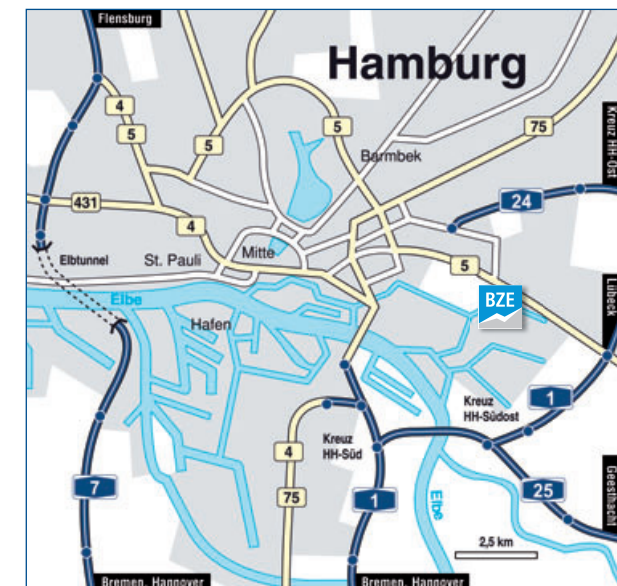 Flensburg
Hamburg
4
5
5
5
75
Barmbek
Kreuz HH-Ost
24
431
4
Mitte
St. Pauli
Elbtunnel
5
Elbe
BZE
Lübeck
Hafen
Kreuz
HH-Südost
1
Kreuz
HH-Süd
4
7
75
1
25
Elbe
Geesthacht
2,5 km
Bremen, Hannover
Bremen, Hannover